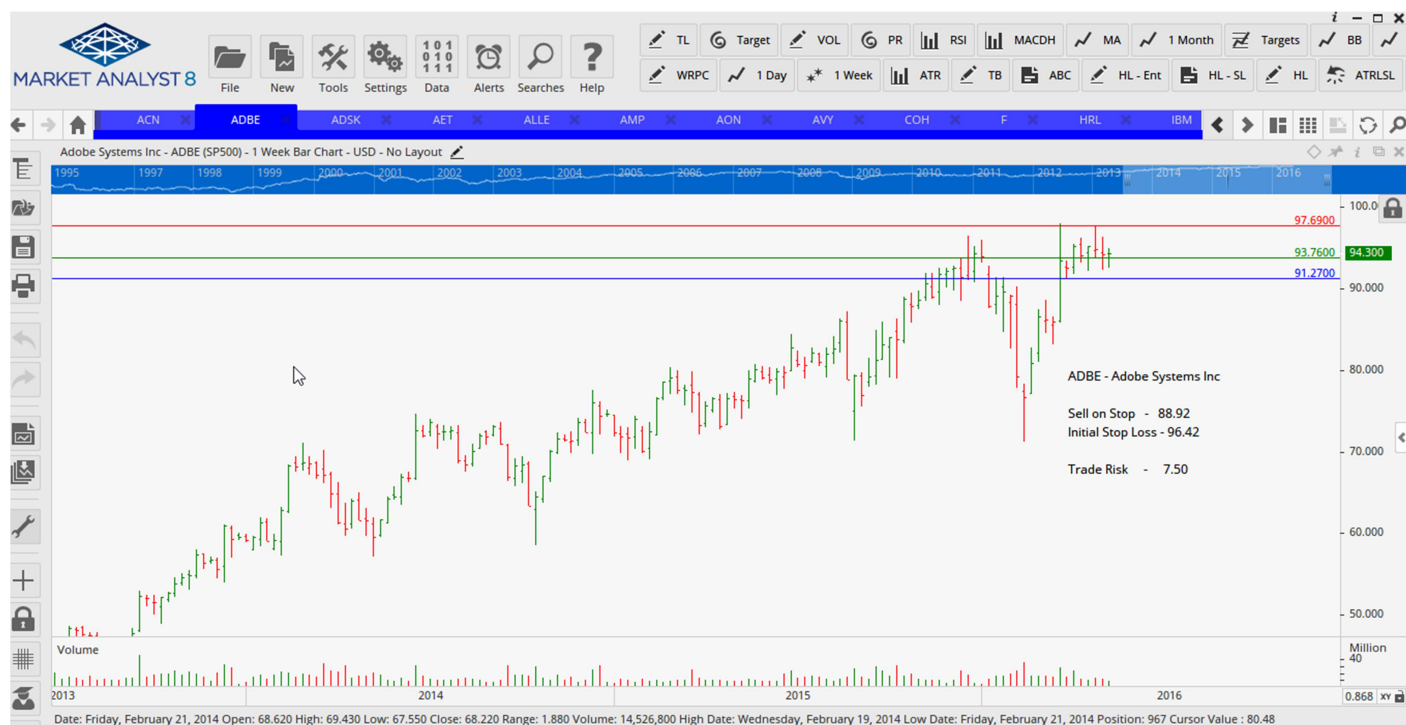 MARKET ANALYST 8
File
New
Tools
Settings
101
010
111
Data
Alerts
Searches
?
Help
TL
Target
VOL
PR
RSI
MACDH
MA
1 Month
Targets
BB
WRPC
1 Day
1 Week
ATR
TB
ABC
HL - Ent
HL - SL
HL
ATRLSL
ACN
ADBE
ADSK
AET
ALLE
AMP
AON
AVY
COH
F
HRL
IBM
Adobe Systems Inc - ADBE (SP500) - 1 Week Bar Chart - USD - No Layout
1995 1997 1998 1999 2000 2001 2002 2003 2004 2005 2006 2007 2008 2009 2010 2011 2012 2013 2014 2015 2016
100.0
97.6900
93.7600 94.300
91.2700
90.000
80.000
ADBE - Adobe Systems Inc
Sell on Stop - 88.92
Initial Stop Loss - 96.42
70.000
Trade Risk - 7.50
60.000
50.000
Volume
Million
40
2013 2014 2015 2016
0.868 XY
Date: Friday, February 21, 2014 Open: 68.620 High: 69.430 Low: 67.550 Close: 68.220 Range: 1.880 Volume: 14,526,800 High Date: Wednesday, February 19, 2014 Low Date: Friday, February 21, 2014 Position: 967 Cursor Value : 80.48